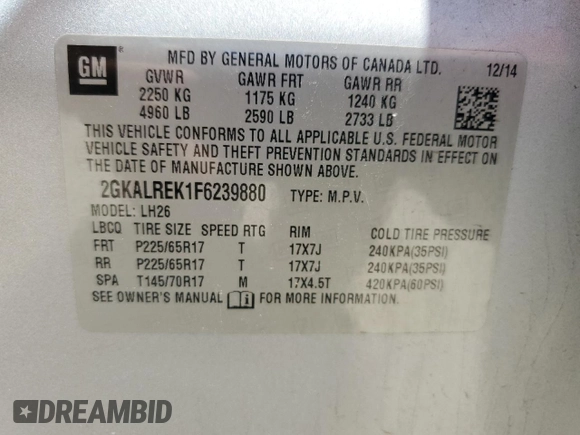 GM
MFD BY GENERAL MOTORS OF CANADA LTD. 12/14
GVWR GAWR FRT GAWR RR
2250 KG 1175 KG 1240 KG
4960 LB 2590 LB 2733 LB
THIS VEHICLE CONFORMS TO ALL APPLICABLE U.S. FEDERAL MOTOR
VEHICLE SAFETY AND THEFT PREVENTION STANDARDS IN EFFECT ON
THE DATE OF MANUFACTURE SHOWN ABOVE.
2GKALREK1F6239880 TYPE: M.P.V.
MODEL: LH26
LBCQ TIRE SIZE SPEED RTG RIM COLD TIRE PRESSURE
FRT P225/65R17 T 17X7J 240KPA(35PSI)
RR P225/65R17 T 17X7J 240KPA(35PSI)
SPA T145/70R17 M 17X4.5T 420KPA(60PSI)
SEE OWNER'S MANUAL FOR MORE INFORMATION.
DREAMBID